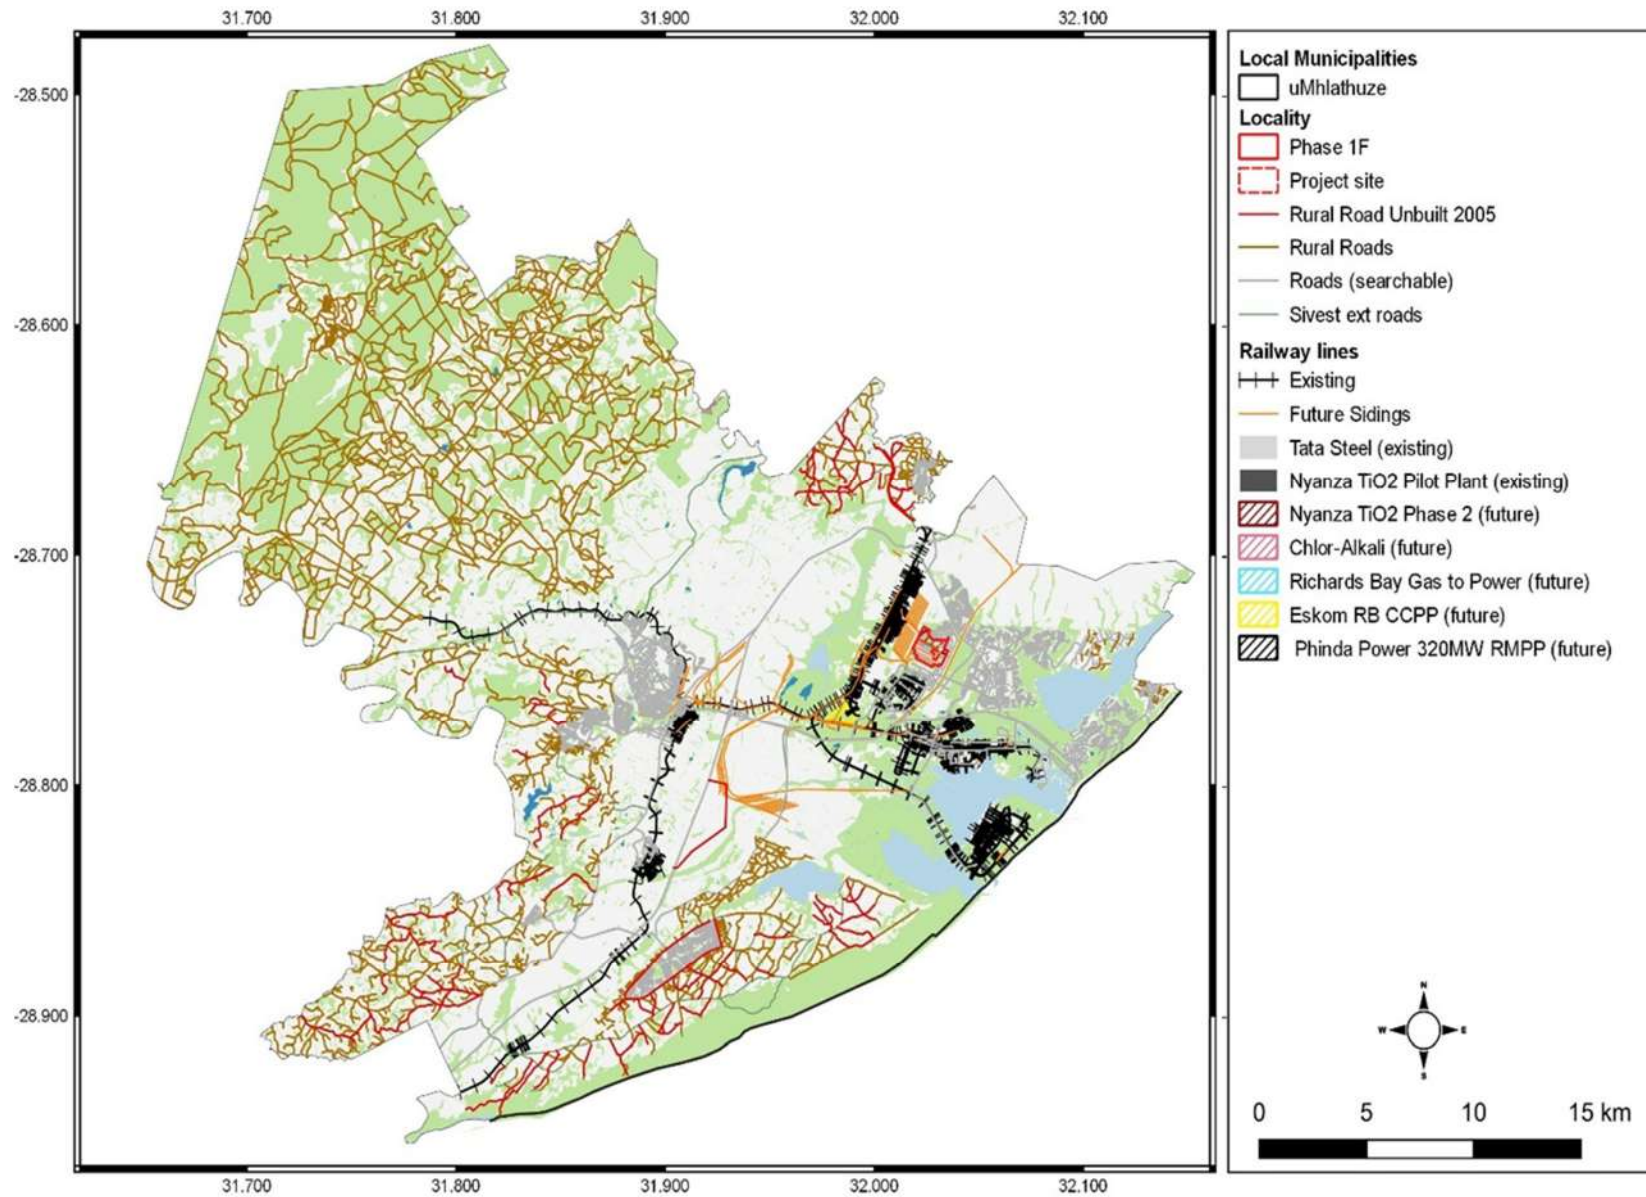 31.700 31.800 31.900 32.000 32.100
-28.500
-28.600
-28.700
-28.800
-28.900
31.700 31.800 31.900 32.000 32.100
Local Municipalities
uMhlathuze
Locality
Phase 1F
Project site
Rural Road Unbuilt 2005
Rural Roads
Roads (searchable)
Sivest ext roads
Railway lines
Existing
Future Sidings
Tata Steel (existing)
Nyanza TiO2 Pilot Plant (existing)
Nyanza TiO2 Phase 2 (future)
Chlor-Alkali (future)
Richards Bay Gas to Power (future)
Eskom RB CCPP (future)
Phinda Power 320MW RMPP (future)
N
W E
S
0 5 10 15 km